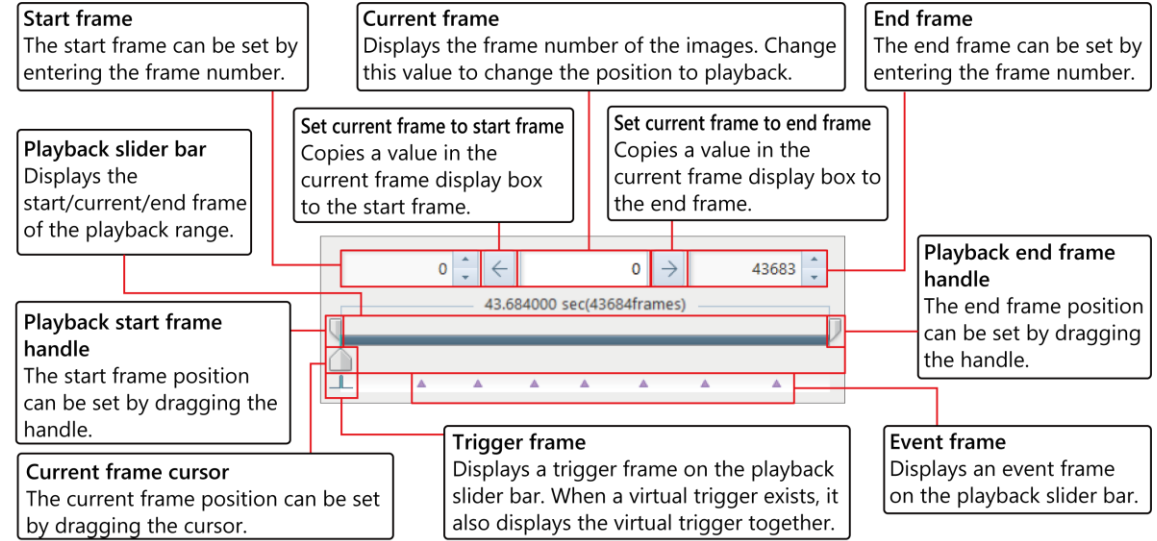 Start frame
The start frame can be set by
entering the frame number.
Current frame
Displays the frame number of the images. Change
this value to change the position to playback.
End frame
The end frame can be set by
entering the frame number.
Set current frame to start frame
Copies a value in the
current frame display box
to the start frame.
Set current frame to end frame
Copies a value in the
current frame display box to
the end frame.
Playback slider bar
Displays the
start/current/end frame
of the playback range.
0
0
43683
43.684000 sec(43684frames)
Playback end frame
handle
The end frame position
can be set by dragging
the handle.
Playback start frame
handle
The start frame position
can be set by dragging the
handle.
Current frame cursor
The current frame position can be set
by dragging the cursor.
Trigger frame
Displays a trigger frame on the playback
slider bar. When a virtual trigger exists, it
also displays the virtual trigger together.
Event frame
Displays an event frame
on the playback slider bar.